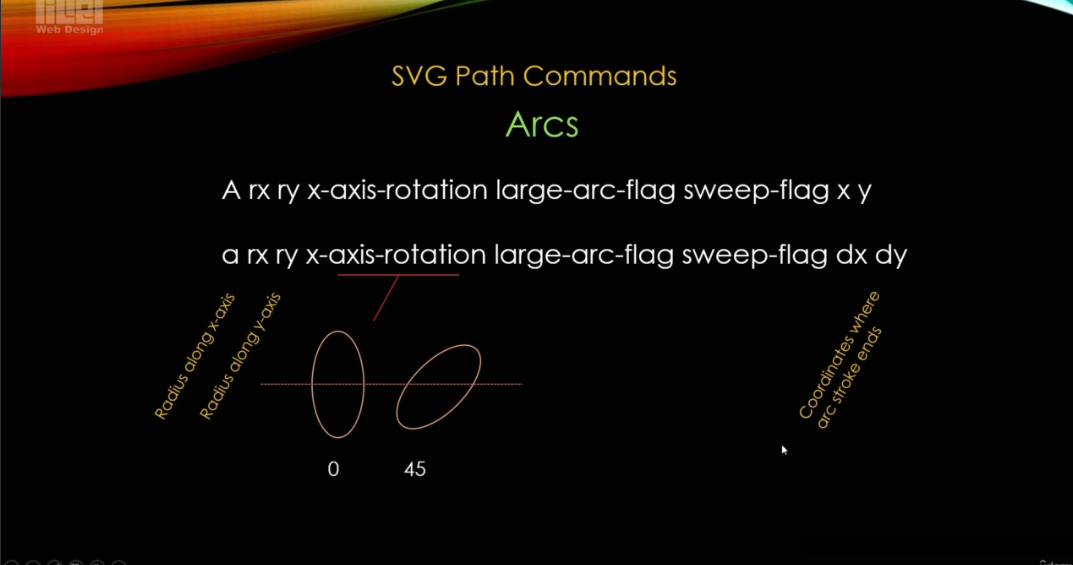 Web Design
SVG Path Commands
Arcs
A rx ry x-axis-rotation large-arc-flag sweep-flag x y
a rx ry x-axis-rotation large-arc-flag sweep-flag dx dy
Radius along x-axis
Radius along y-axis
Coordinates where
arc stroke ends
0
45